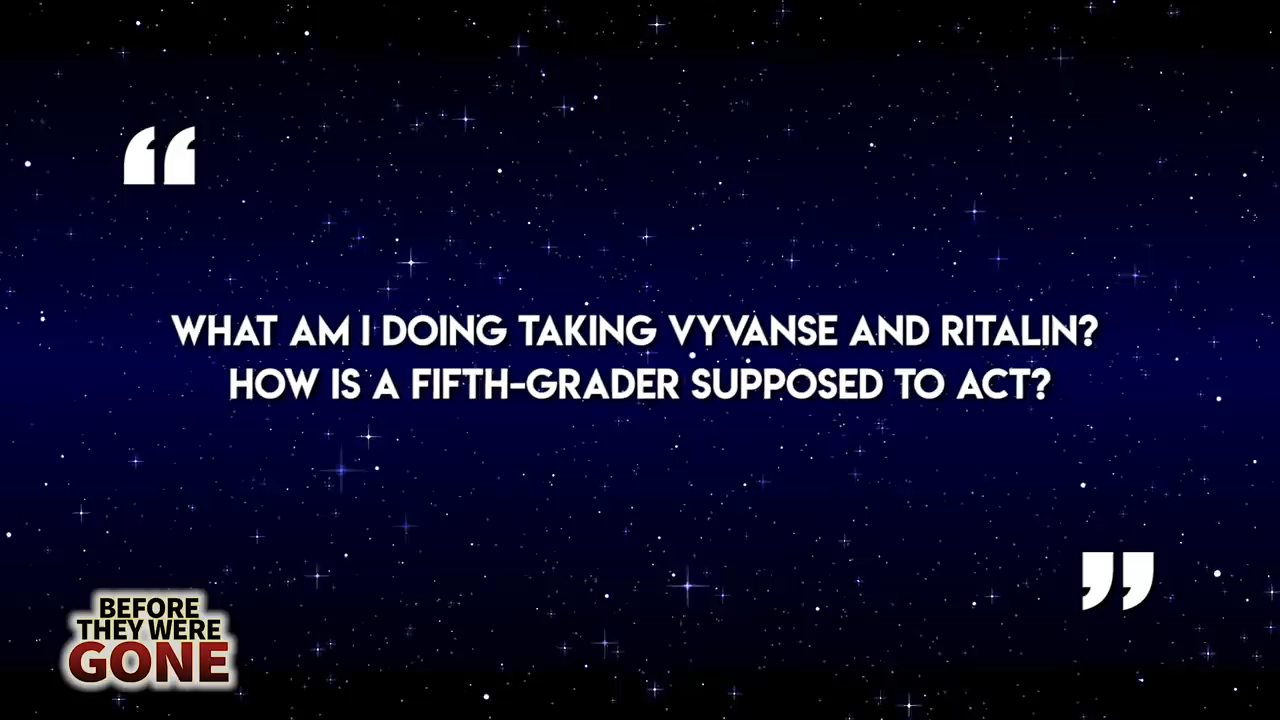 “
WHAT AM I DOING TAKING VYVANSE AND RITALIN?
HOW IS A FIFTH-GRADER SUPPOSED TO ACT?
”
BEFORE
THEY WERE
GONE